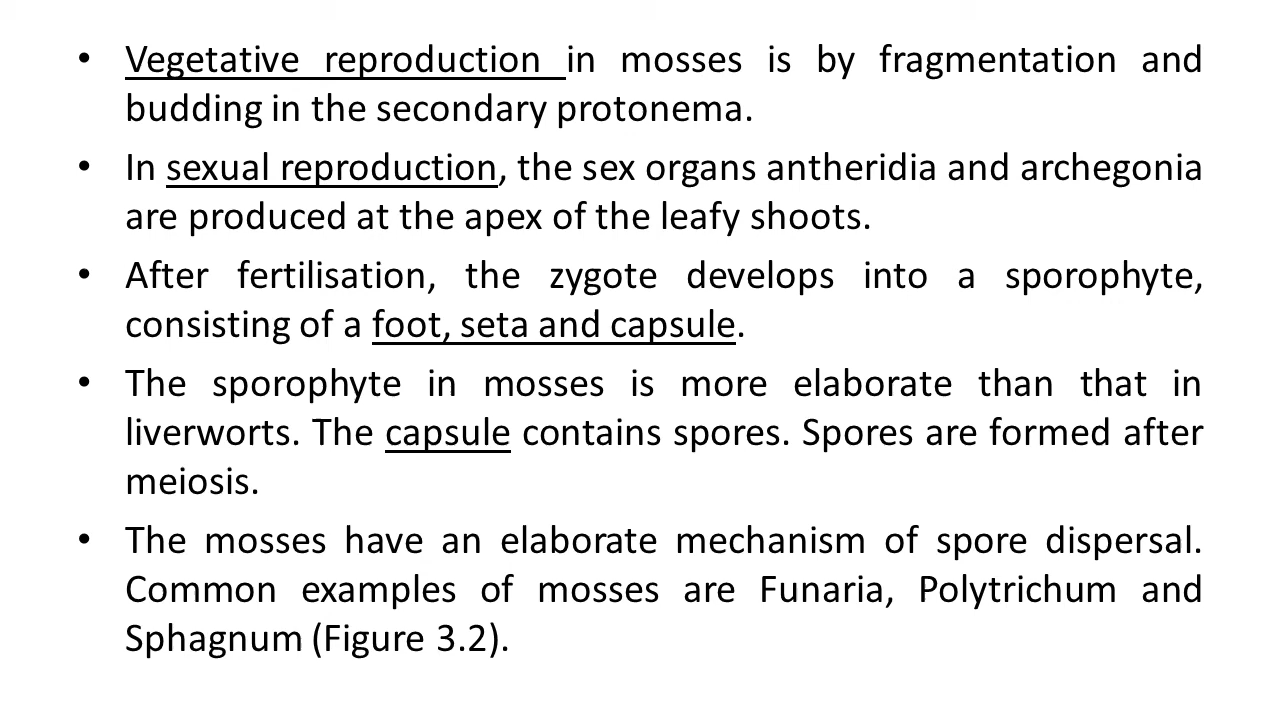 • Vegetative reproduction in mosses is by fragmentation and
budding in the secondary protonema.
• In sexual reproduction, the sex organs antheridia and archegonia
are produced at the apex of the leafy shoots.
• After fertilisation, the zygote develops into a sporophyte,
consisting of a foot, seta and capsule.
• The sporophyte in mosses is more elaborate than that in
liverworts. The capsule contains spores. Spores are formed after
meiosis.
• The mosses have an elaborate mechanism of spore dispersal.
Common examples of mosses are Funaria, Polytrichum and
Sphagnum (Figure 3.2).